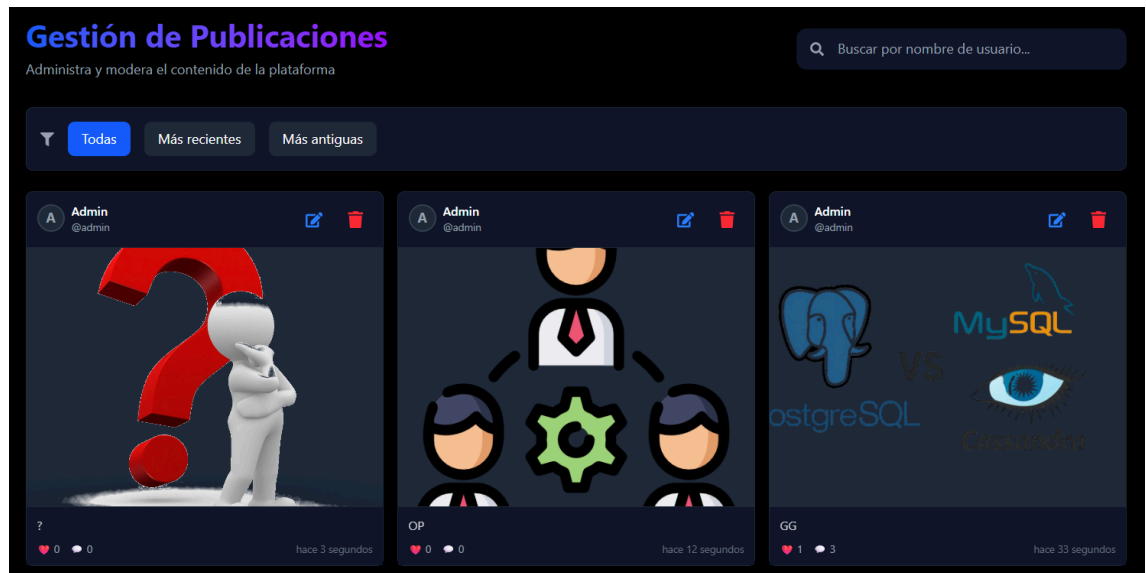 Gestión de Publicaciones
Administra y modera el contenido de la plataforma
Buscar por nombre de usuario...
Todas
Más recientes
Más antiguas
A
Admin
@admin
?
0 0
hace 3 segundos
A
Admin
@admin
OP
0 0
hace 12 segundos
A
Admin
@admin
MySQL
VS
ostgreSQL
Cassandra
GG
1 3
hace 33 segundos